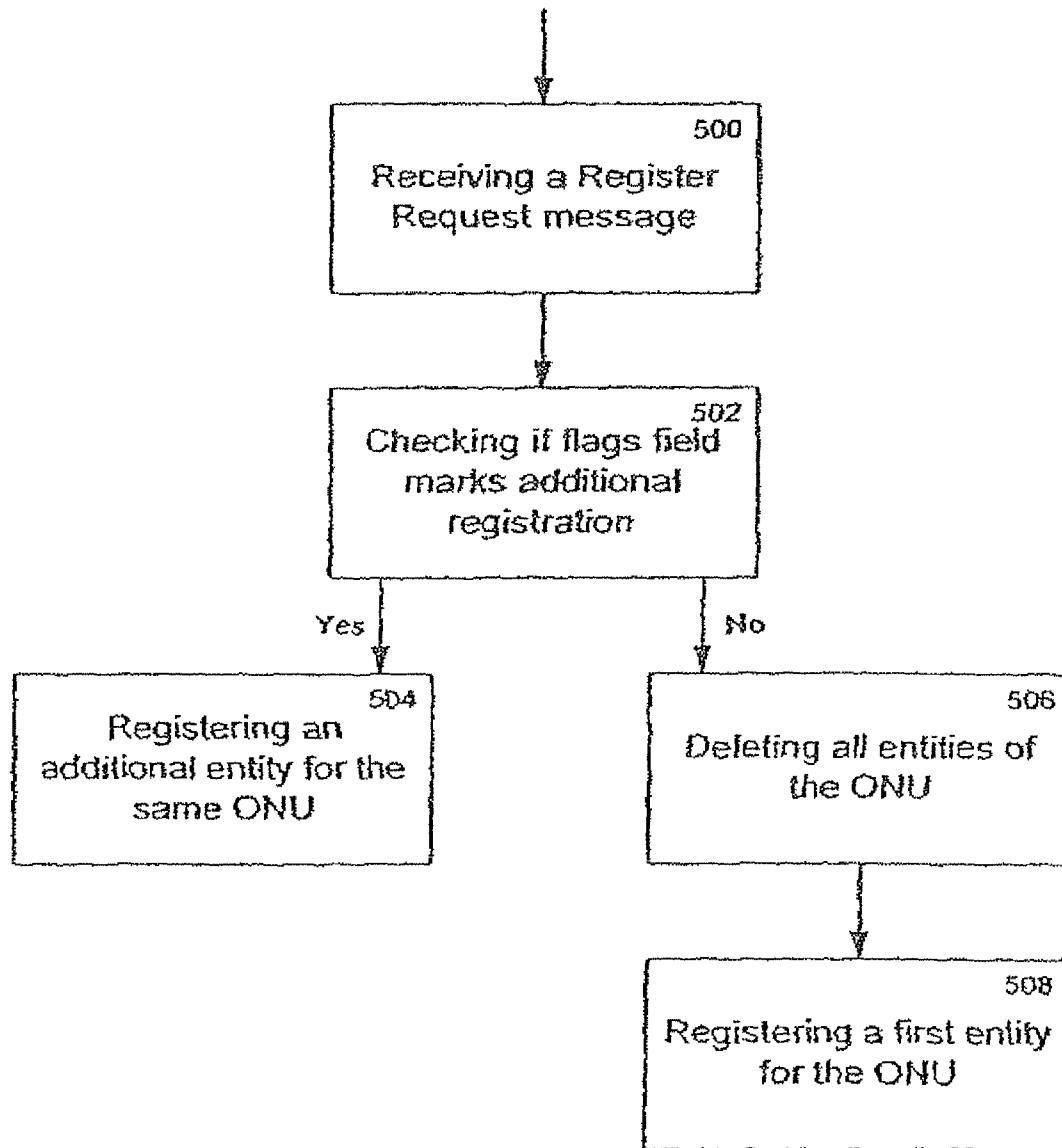 500
Receiving a Register
Request message
502
Checking if flags field
marks additional
registration
Yes
No
504
Registering an
additional entity for the
same ONU
506
Deleting all entities of
the ONU
508
Registering a first entity
for the ONU